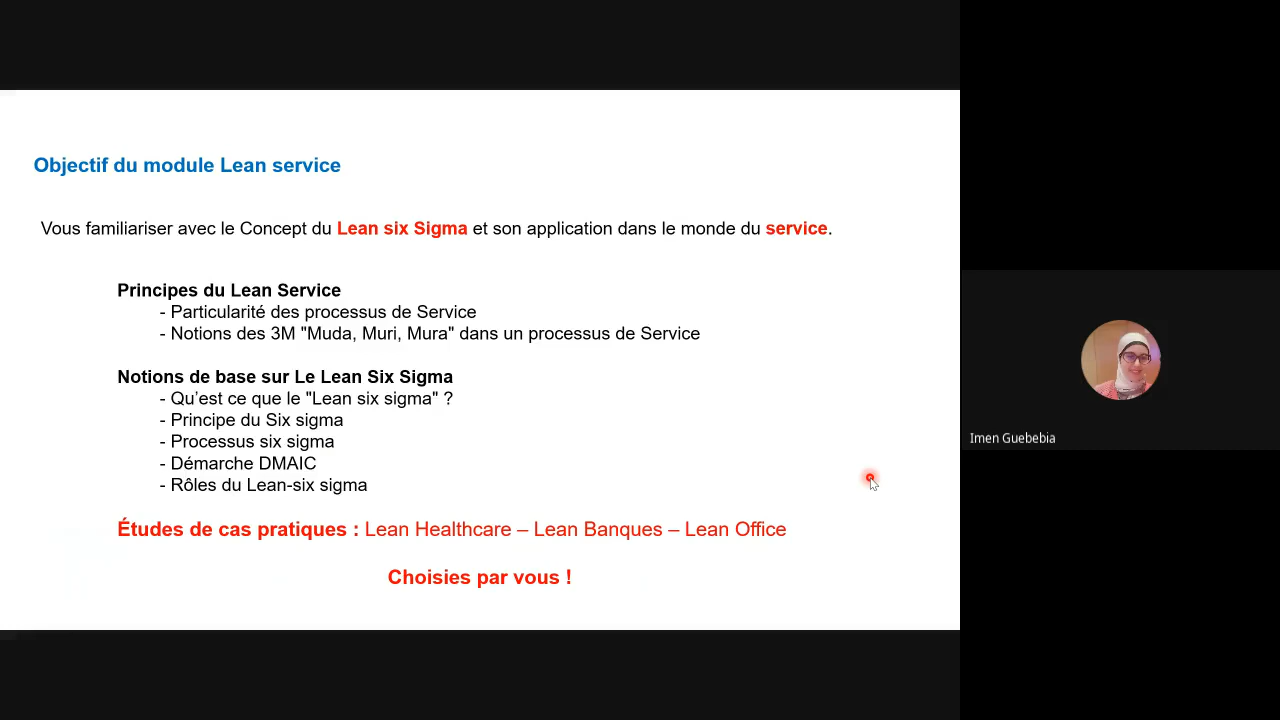 Objectif du module Lean service
Vous familiariser avec le Concept du Lean six Sigma et son application dans le monde du service.
Principes du Lean Service
- Particularité des processus de Service
- Notions des 3M "Muda, Muri, Mura" dans un processus de Service
Notions de base sur Le Lean Six Sigma
- Qu’est ce que le "Lean six sigma" ?
- Principe du Six sigma
- Processus six sigma
- Démarche DMAIC
- Rôles du Lean-six sigma
Études de cas pratiques : Lean Healthcare – Lean Banques – Lean Office
Choisies par vous !
Imen Guebebia